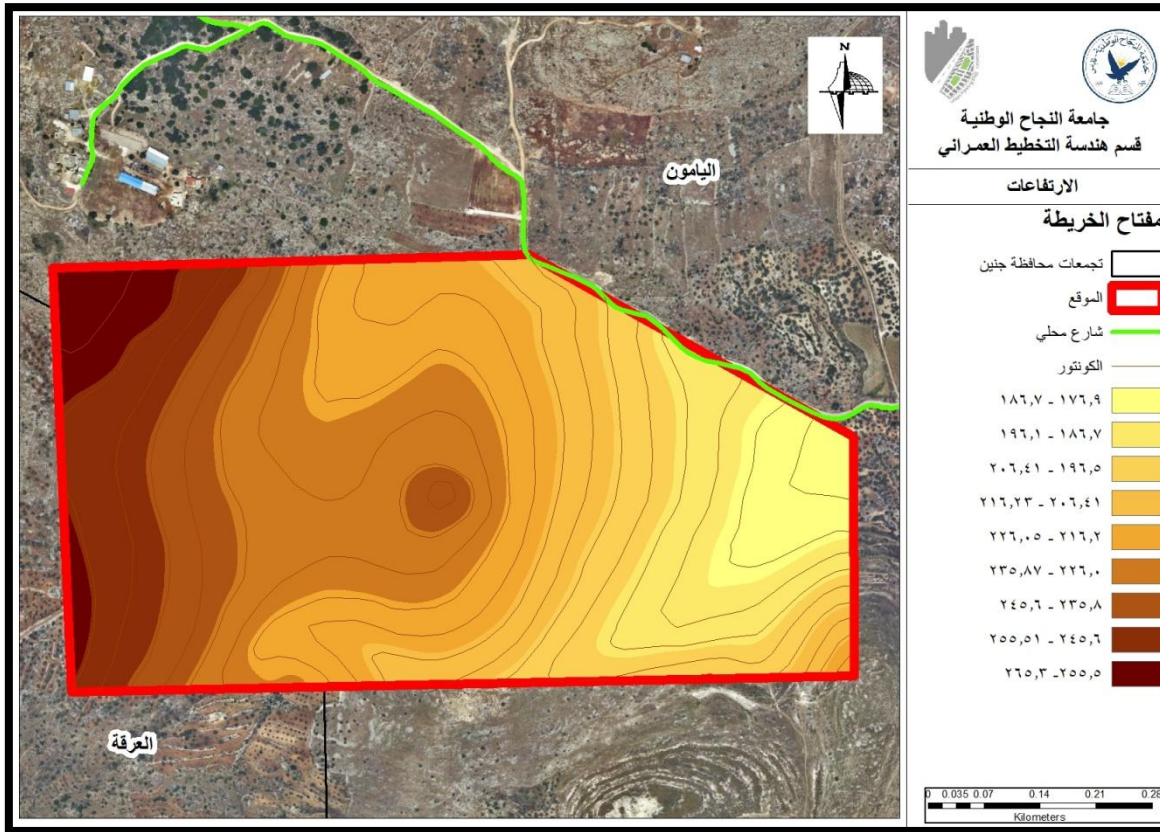 N
اليامون
العرقة
جامعة النجاح الوطنية
قسم هندسة التخطيط العمراني
الارتفاعات
مفتاح الخريطة
تجمعات محافظة جنين
الموقع
شارع محلي
الكونتور
١٧٦,٩ - ١٨٦,٧
١٨٦,٧ - ١٩٦,١
١٩٦,٥ - ٢٠٦,٤١
٢٠٦,٤١ - ٢١٦,٢٣
٢١٦,٢ - ٢٢٦,٠٥
٢٢٦,٠ - ٢٣٥,٨٧
٢٣٥,٨ - ٢٤٥,٦
٢٤٥,٦ - ٢٥٥,٥١
٢٥٥,٥ - ٢٦٥,٣
0 0.035 0.07 0.14 0.21 0.28
Kilometers